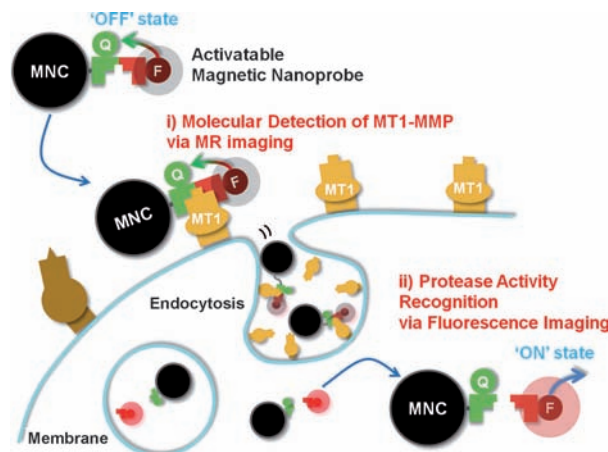 'OFF' state
Q
MNC
F
Activatable
Magnetic Nanoprobe
i) Molecular Detection of MT1-MMP
via MR imaging
Q
F
MNC
MT1
MT1
MT1
Endocytosis
ii) Protease Activity
Recognition
via Fluorescence Imaging
'ON' state
Q
MNC
F
Membrane